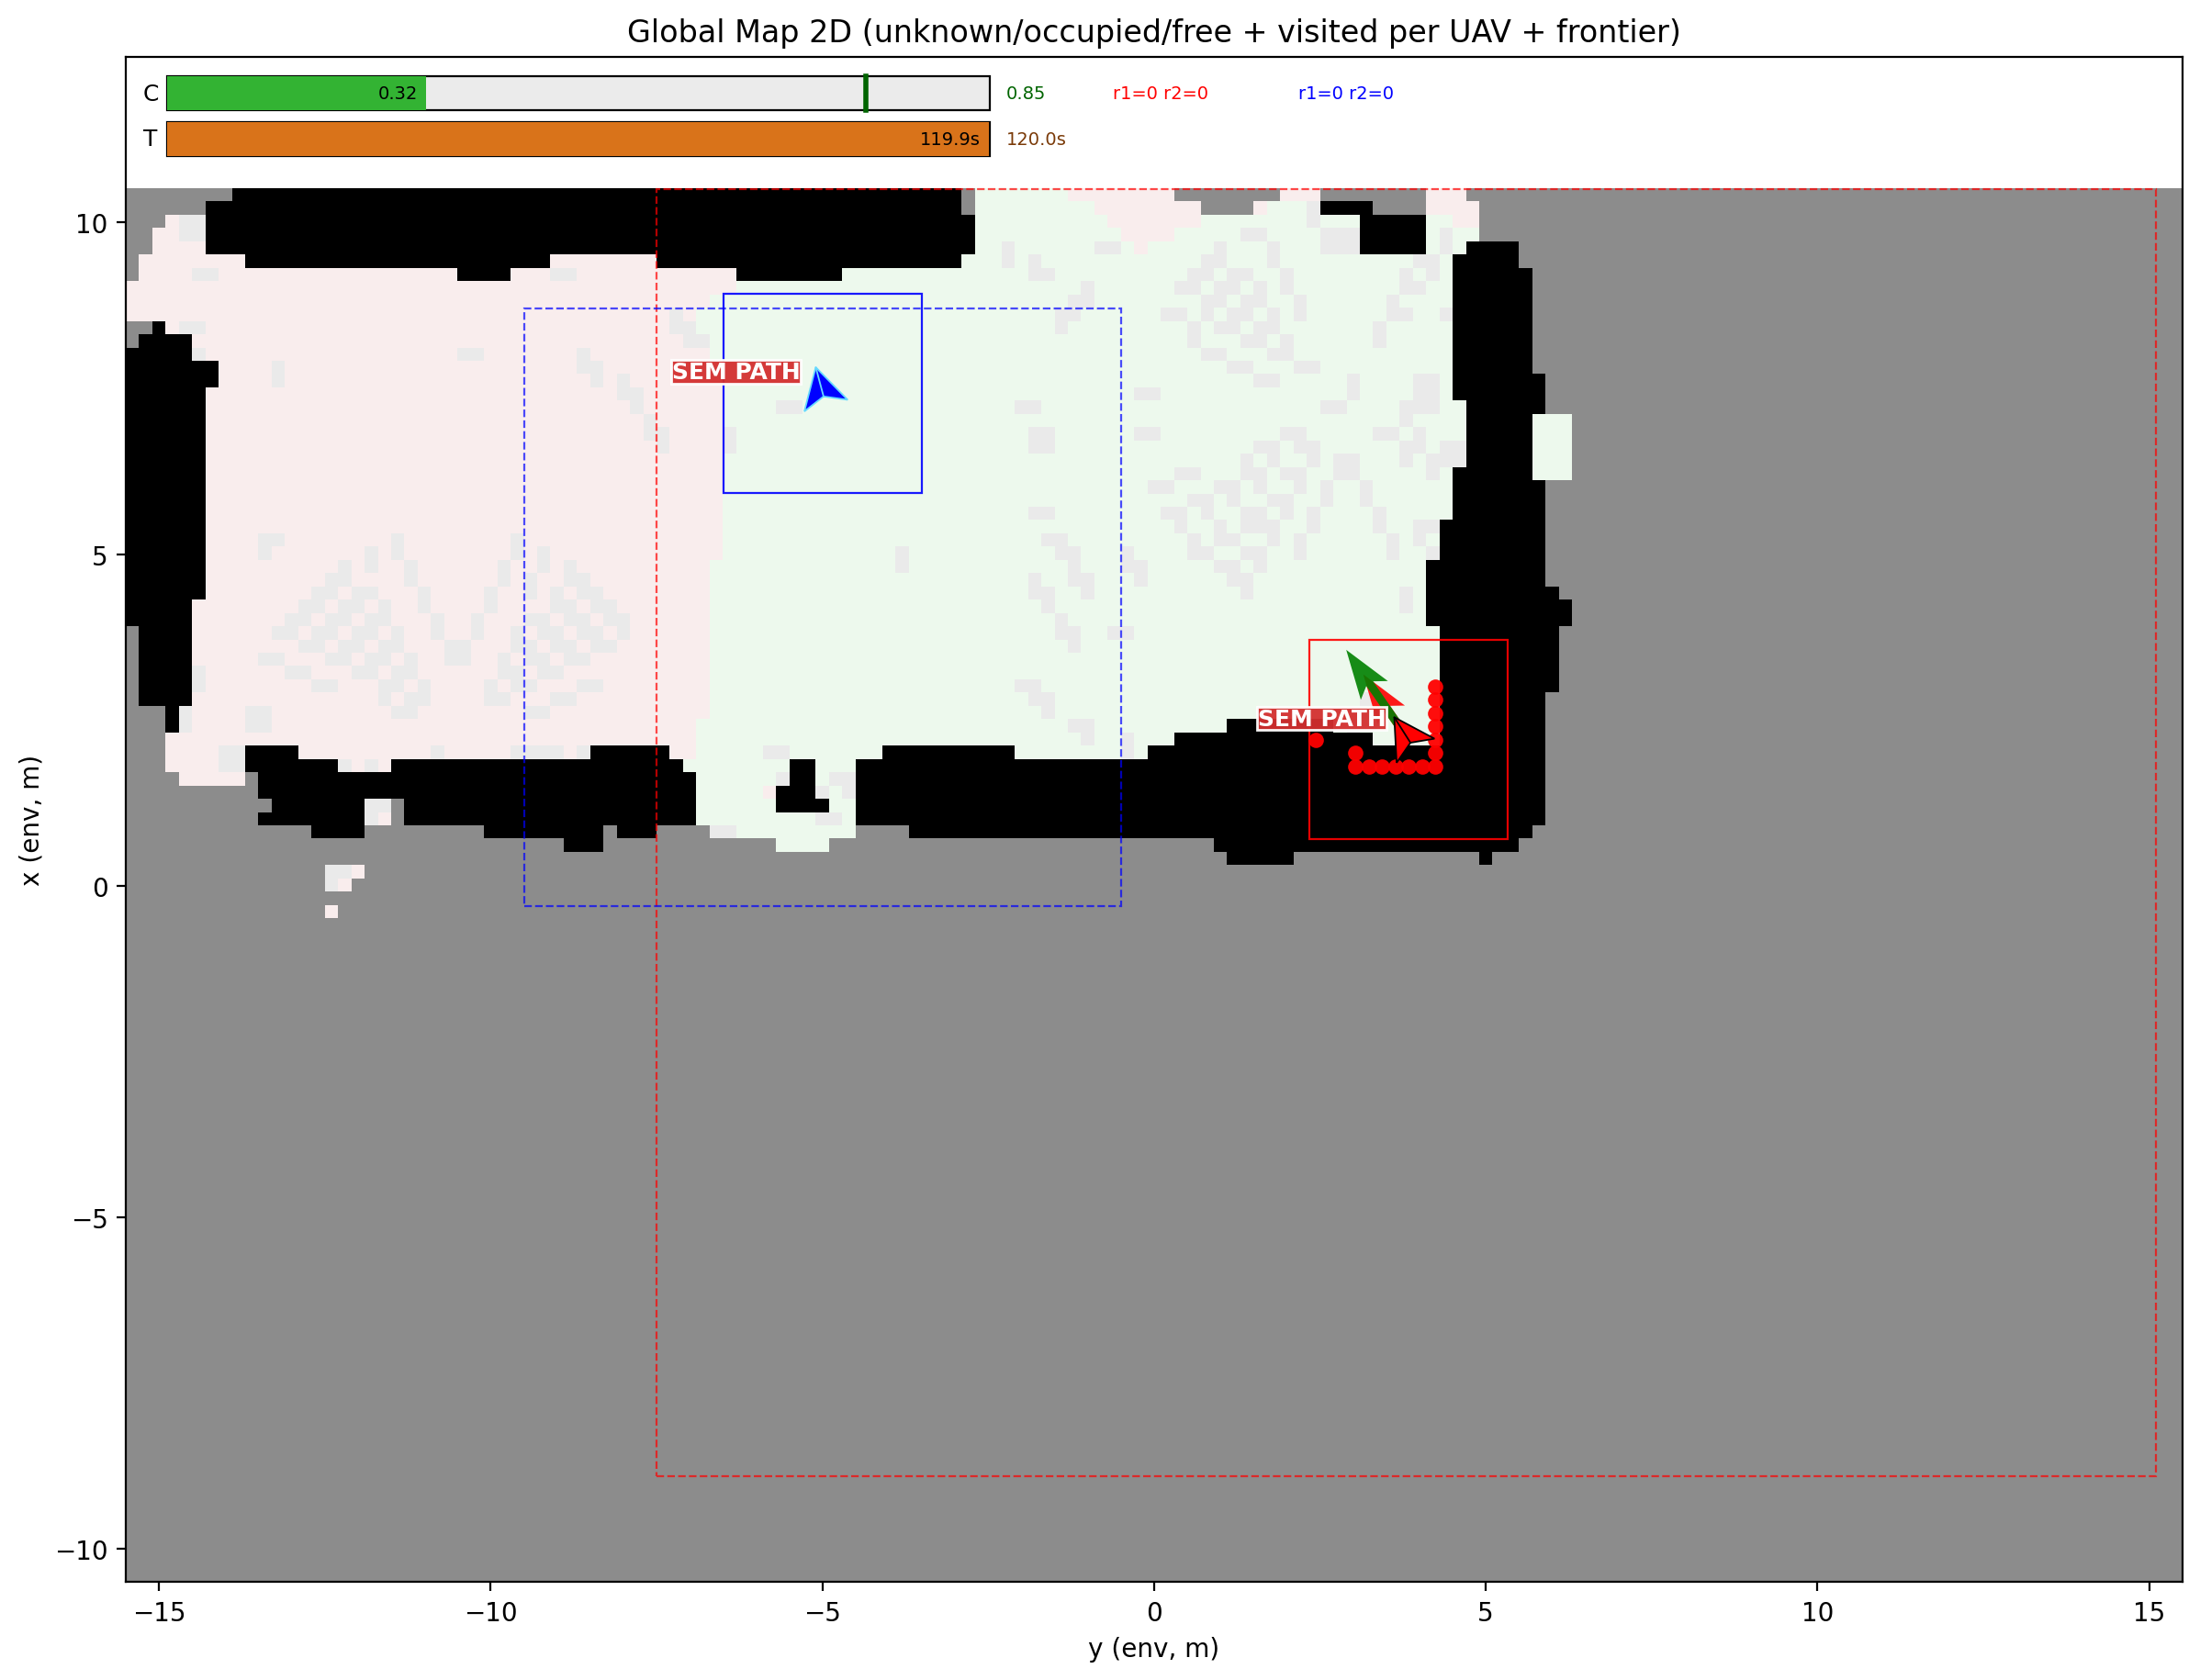 Global Map 2D (unknown/occupied/free + visited per UAV + frontier)
C 0.32 0.85 r1=0 r2=0 r1=0 r2=0
T 119.9s 120.0s
10
5
0
−5
−10
x (env, m)
SEM PATH
SEM PATH
−15 −10 −5 0 5 10 15
y (env, m)